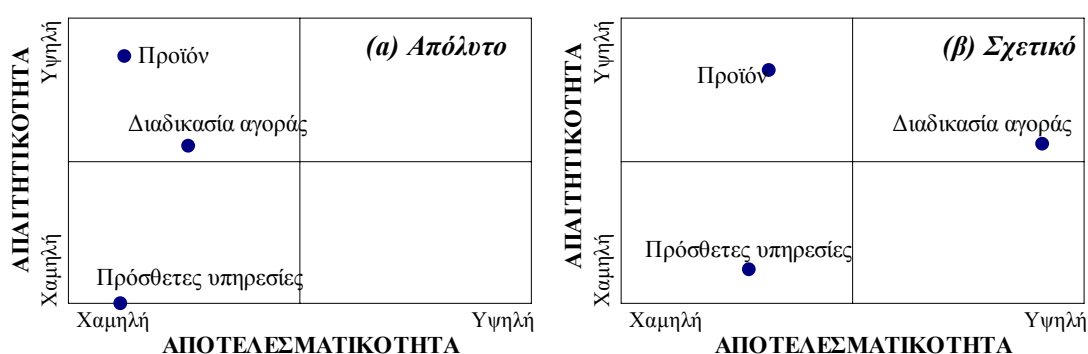 (a) Απόλυτο
Υψηλή
Προϊόν
Διαδικασία αγοράς
ΑΠΑΙΤΗΤΙΚΟΤΗΤΑ
Πρόσθετες υπηρεσίες
Χαμηλή
Χαμηλή
Υψηλή
ΑΠΟΤΕΛΕΣΜΑΤΙΚΟΤΗΤΑ
(β) Σχετικό
Υψηλή
Προϊόν
Διαδικασία αγοράς
ΑΠΑΙΤΗΤΙΚΟΤΗΤΑ
Πρόσθετες υπηρεσίες
Χαμηλή
Χαμηλή
Υψηλή
ΑΠΟΤΕΛΕΣΜΑΤΙΚΟΤΗΤΑ